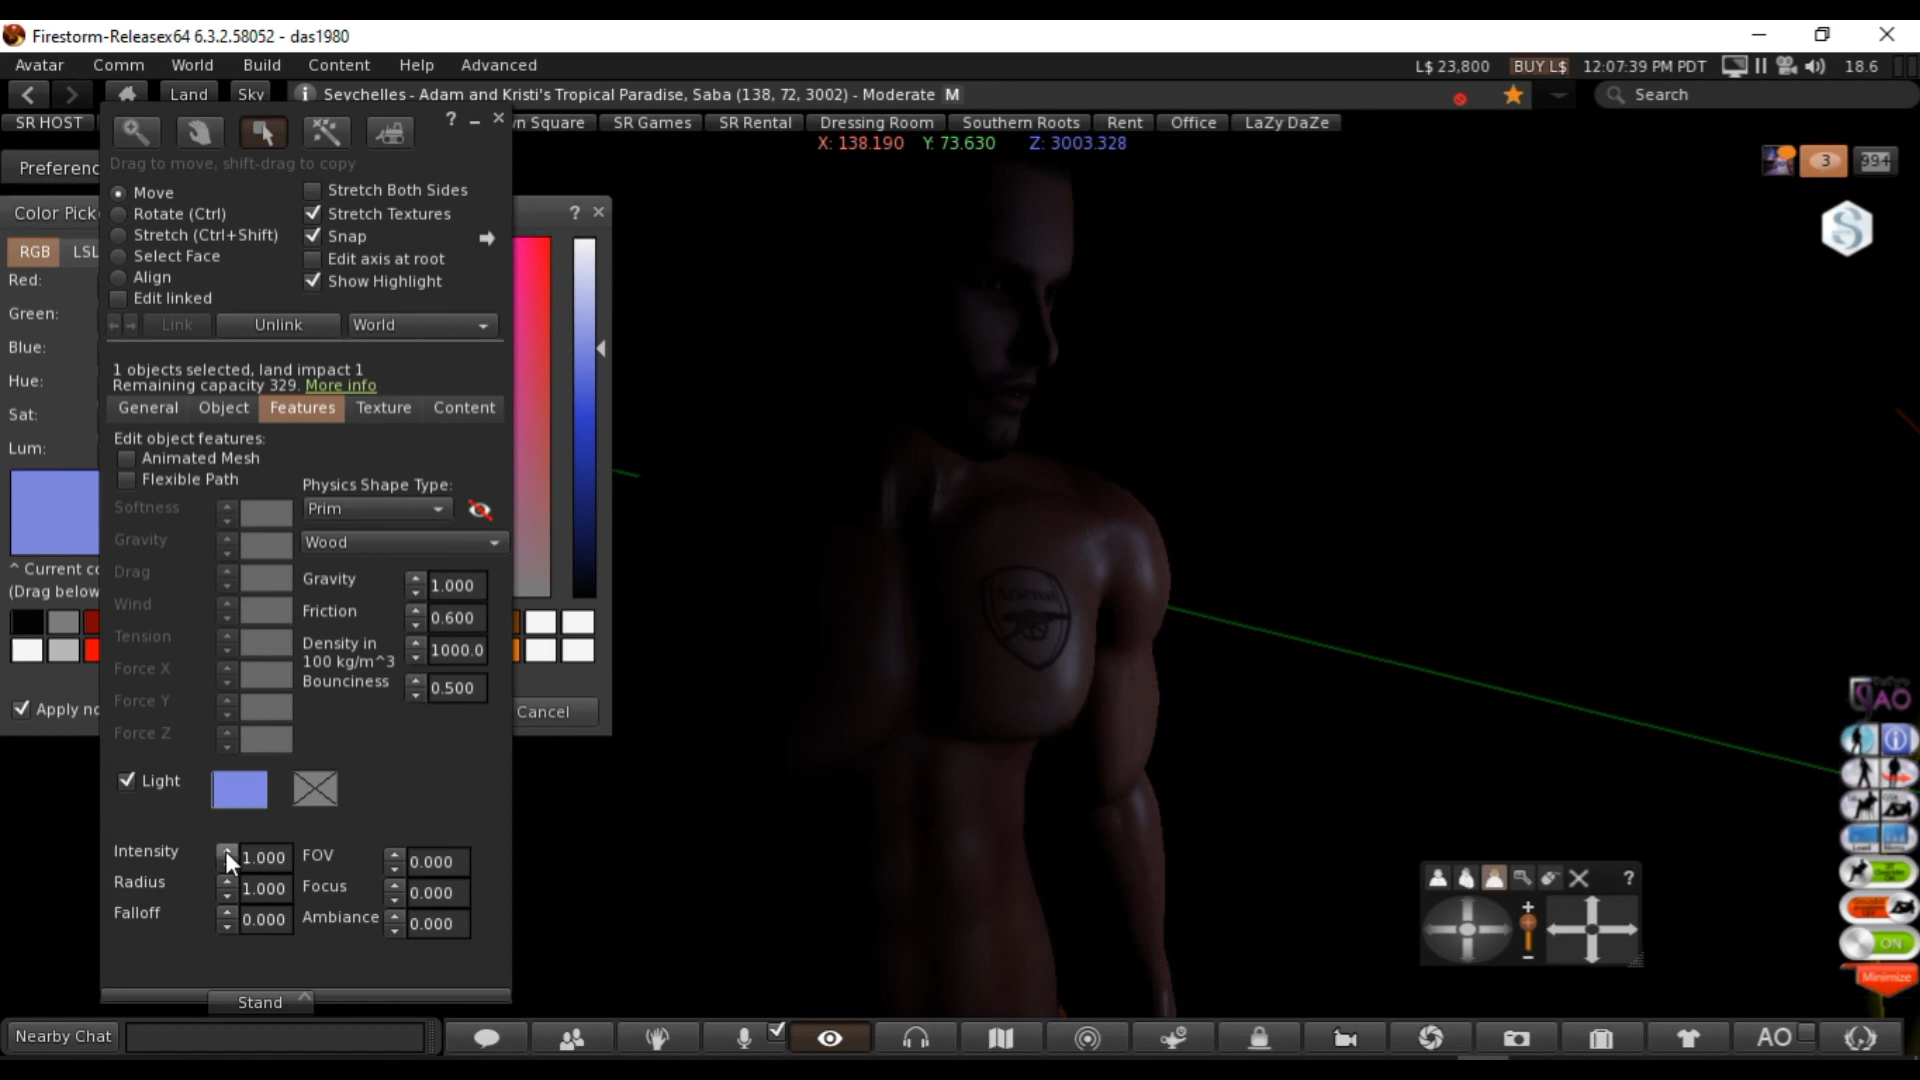 Firestorm-Releasex64 6.3.2.58052 - das1980
Avatar Comm World Build Content Help Advanced
L$ 23,800 BUY L$ 12:07:39 PM PDT 18.6
Land Sky Seychelles - Adam and Kristi's Tropical Paradise, Saba (138, 72, 3002) - Moderate M
Search
SR HOST wn Square SR Games SR Rental Dressing Room Southern Roots Rent Office LaZy DaZe
X: 138.190 Y: 73.630 Z: 3003.328
3 99+
Preferenc
Drag to move, shift-drag to copy
Move
Rotate (Ctrl)
Stretch (Ctrl+Shift)
Select Face
Align
Edit linked
Stretch Both Sides
Stretch Textures
Snap
Edit axis at root
Show Highlight
Link Unlink World
1 objects selected, land impact 1
Remaining capacity 329. More info
General Object Features Texture Content
Edit object features:
Animated Mesh
Flexible Path
Softness
Gravity
Drag
Wind
Tension
Force X
Force Y
Force Z
Physics Shape Type:
Prim
Wood
Gravity 1.000
Friction 0.600
Density in
100 kg/m^3 1000.0
Bounciness 0.500
Light
Intensity 1.000 FOV 0.000
Radius 1.000 Focus 0.000
Falloff 0.000 Ambiance 0.000
Stand
Color Pick
RGB LSL
Red:
Green:
Blue:
Hue:
Sat:
Lum:
^ Current co
(Drag below
Apply no
Cancel
Arsenal
AO
ON
Minimize
Nearby Chat
AO